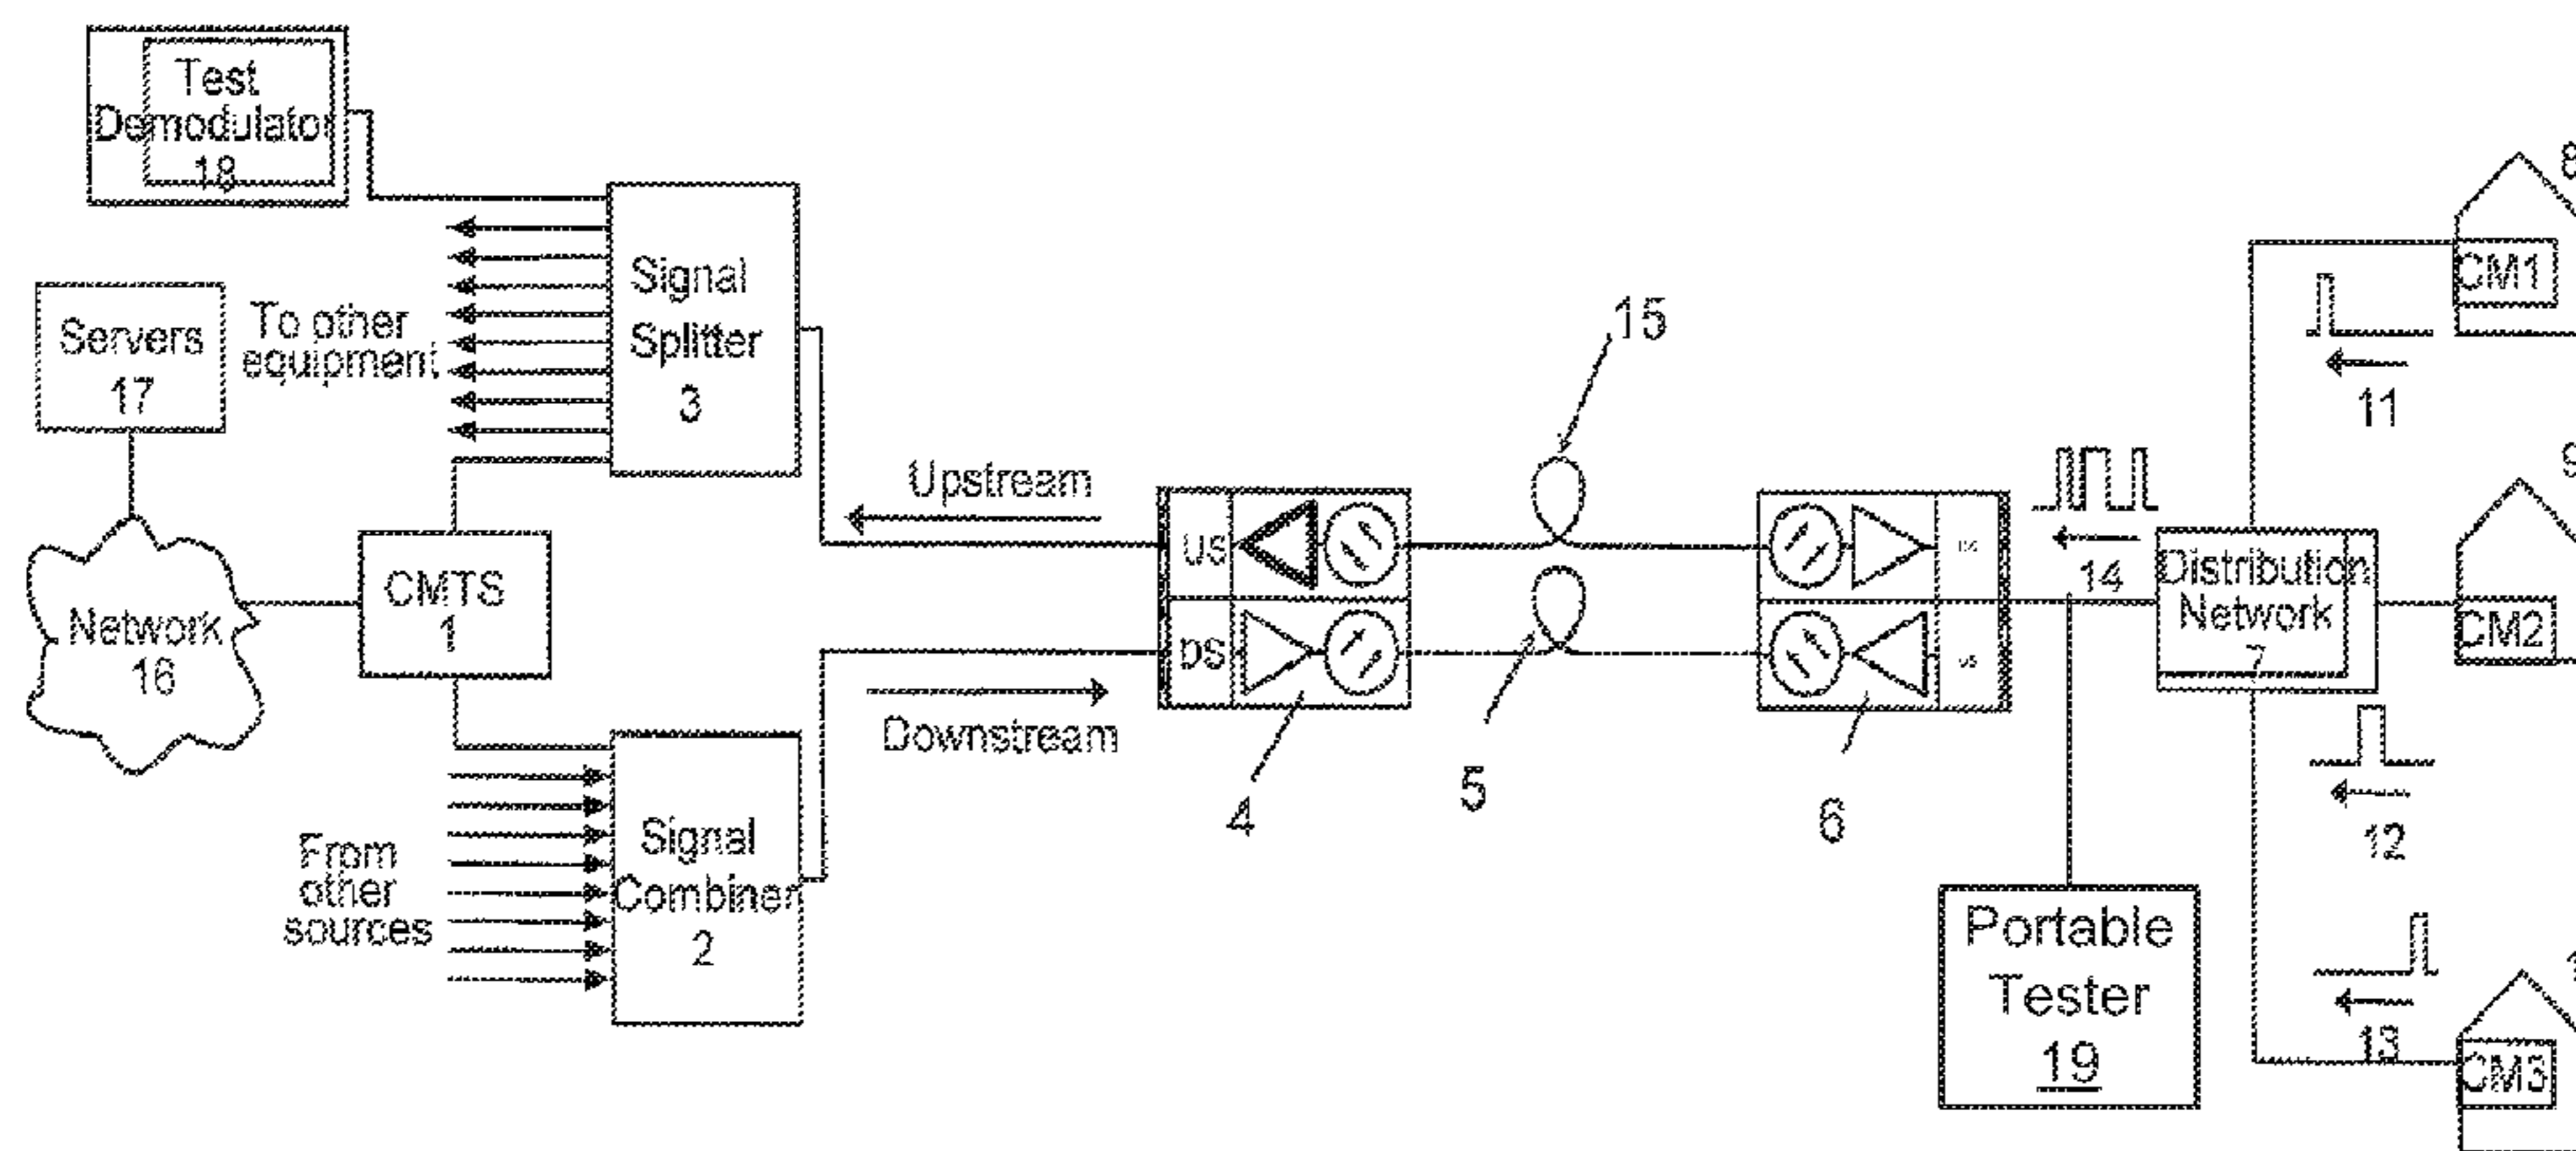 Test
Demodulator
18
Servers
17
To other
equipment
Signal
Splitter
3
Network
16
CMTS
1
Upstream
Downstream
From
other
sources
Signal
Combiner
2
US
DS
4
15
5
6
14
Distribution
Network
7
Portable
Tester
19
8
CM1
11
9
CM2
12
13
CM3